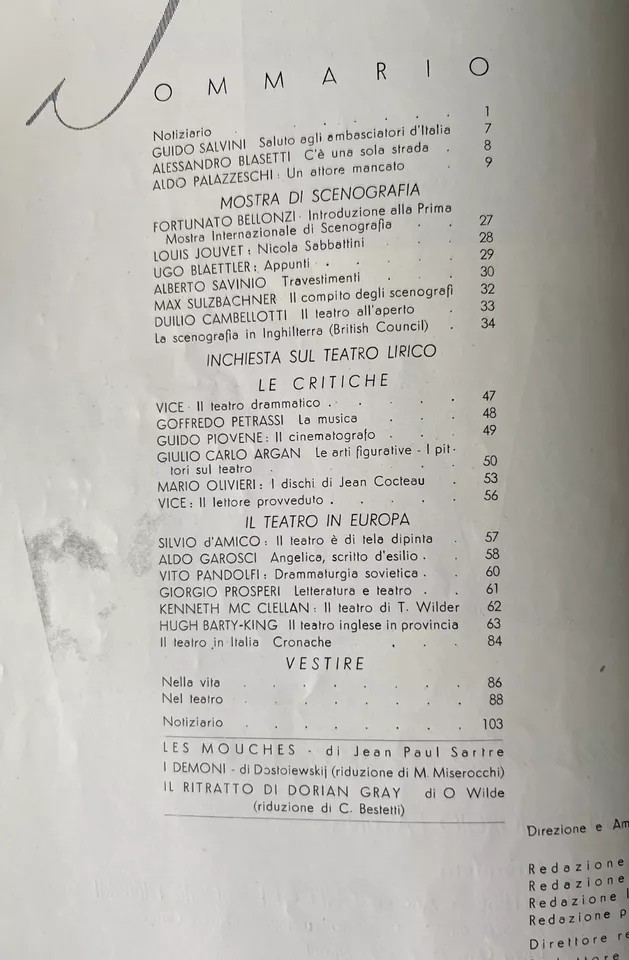 SOMMARIO
Notiziario . . . . . 1
GUIDO SALVINI Saluto agli ambasciatori d'Italia 7
ALESSANDRO BLASETTI C'è una sola strada . 8
ALDO PALAZZESCHI: Un attore mancato . 9
MOSTRA DI SCENOGRAFIA
FORTUNATO BELLONZI· Introduzione alla Prima
Mostra Internazionale di Scenografia . . 27
LOUIS JOUVET: Nicola Sabbattini . . 28
UGO BLAETTLER: Appunti . . . . . 29
ALBERTO SAVINIO Travestimenti . . . 30
MAX SULZBACHNER Il compito degli scenografi 32
DUILIO CAMBELLOTTI Il teatro all'aperto . 33
La scenografia in Inghilterra (British Council) . 34
INCHIESTA SUL TEATRO LIRICO
LE CRITICHE
VICE· Il teatro drammatico . . . . . 47
GOFFREDO PETRASSI La musica . . . 48
GUIDO PIOVENE: Il cinematografo . . . 49
GIULIO CARLO ARGAN Le arti figurative - I pit-
tori sul teatro . . . . . 50
MARIO OLIVIERI: I dischi di Jean Cocteau . 53
VICE: Il lettore provveduto . . . . . 56
IL TEATRO IN EUROPA
SILVIO d'AMICO: Il teatro è di tela dipinta . 57
ALDO GAROSCI Angelica, scritto d'esilio . . 58
VITO PANDOLFI: Drammaturgia sovietica . . 60
GIORGIO PROSPERI Letteratura e teatro . . 61
KENNETH MC CLELLAN: Il teatro di T. Wilder 62
HUGH BARTY-KING Il teatro inglese in provincia 63
Il teatro in Italia Cronache . . . 84
VESTIRE
Nella vita . . . . . . . 86
Nel teatro . . . . . . . 88
Notiziario . . . . . . . 103
LES MOUCHES - di Jean Paul Sartre
I DEMONI - di Dostoiewskij (riduzione di M. Miserocchi)
IL RITRATTO DI DORIAN GRAY di O Wilde
(riduzione di C. Bestetti)
Direzione e Am
Redazione
Redazione
Redazione
Redazione p
Direttore re